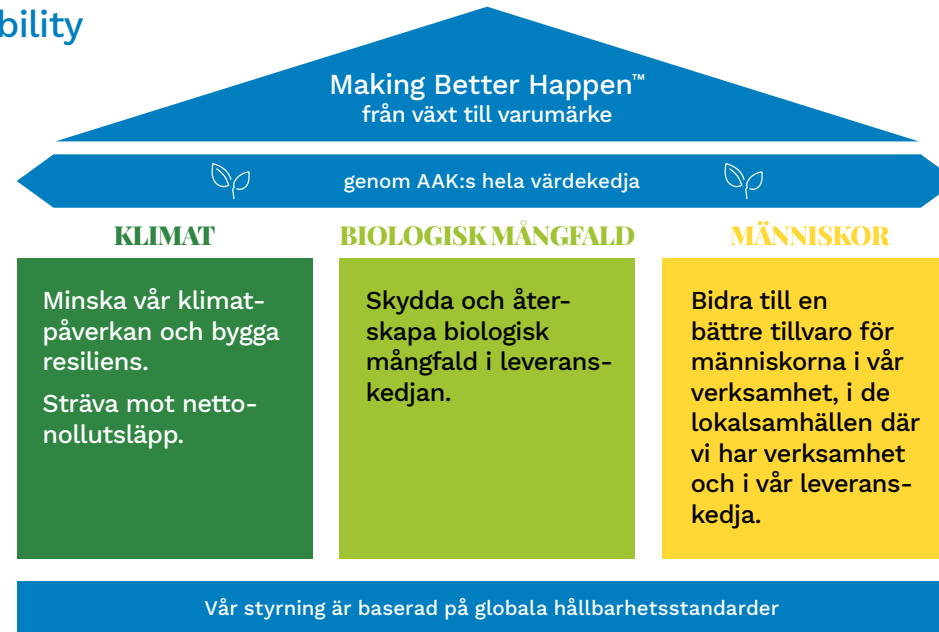 bility
Making Better Happen™
från växt till varumärke
genom AAK:s hela värdekedja
KLIMAT
Minska vår klimat-
påverkan och bygga
resiliens.
Sträva mot netto-
nollutsläpp.
BIOLOGISK MÅNGFALD
Skydda och åter-
skapa biologisk
mångfald i leverans-
kedjan.
MÄNNISKOR
Bidra till en
bättre tillvaro för
människorna i vår
verksamhet, i de
lokalsamhällen där
vi har verksamhet
och i vår leverans-
kedja.
Vår styrning är baserad på globala hållbarhetsstandarder